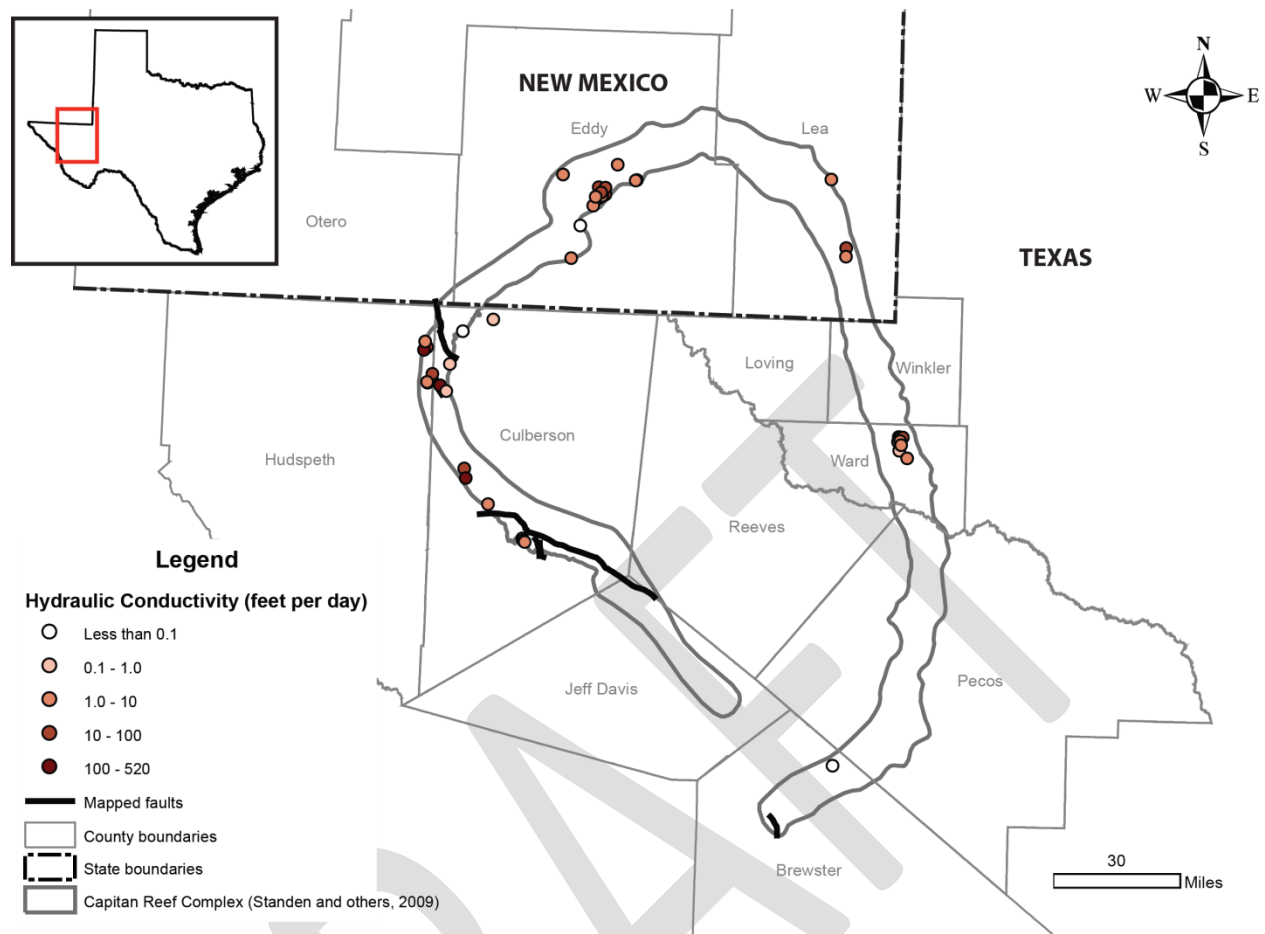 N
W E
S
NEW MEXICO
Eddy
Lea
Otero
TEXAS
Loving
Winkler
Culberson
Hudspeth
Ward
Reeves
Pecos
Jeff Davis
Brewster
Legend
Hydraulic Conductivity (feet per day)
Less than 0.1
0.1 - 1.0
1.0 - 10
10 - 100
100 - 520
Mapped faults
County boundaries
State boundaries
Capitan Reef Complex (Standen and others, 2009)
30
Miles
DRAFT